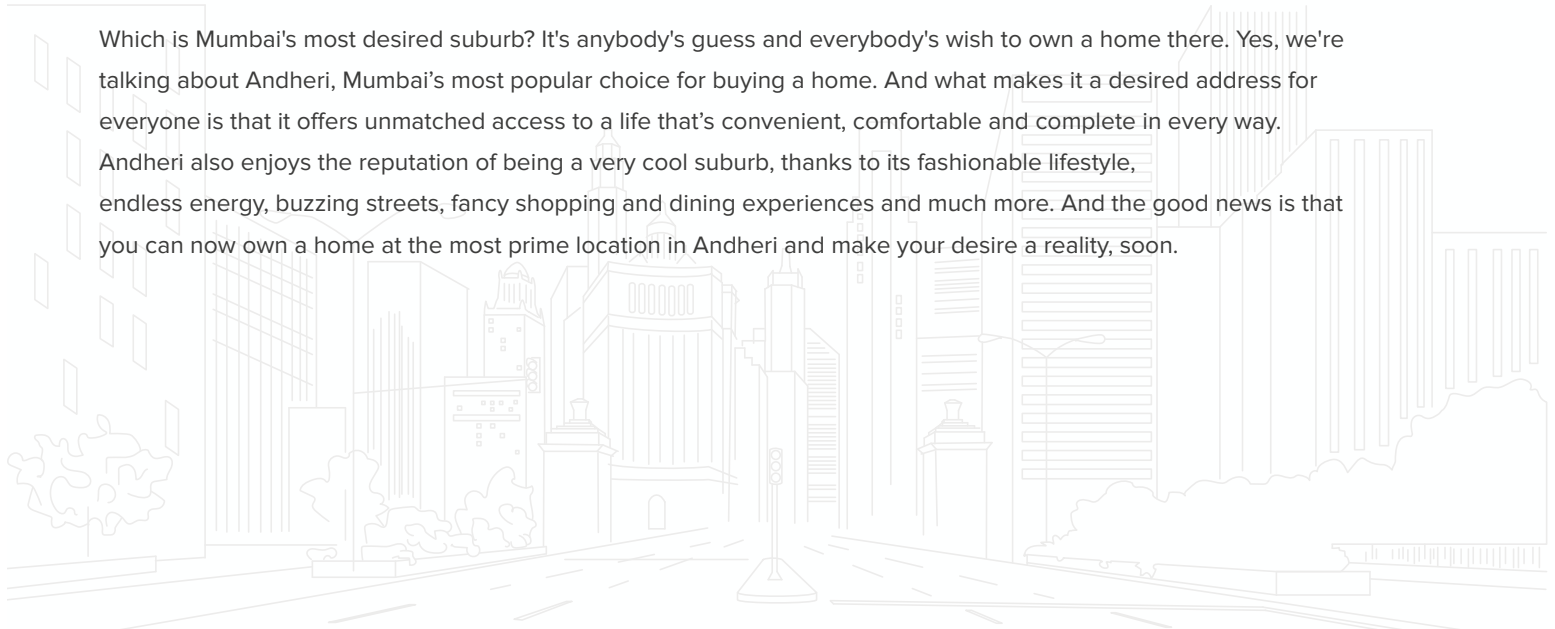 Which is Mumbai's most desired suburb? It's anybody's guess and everybody's wish to own a home there. Yes, we're
talking about Andheri, Mumbai’s most popular choice for buying a home. And what makes it a desired address for
everyone is that it offers unmatched access to a life that’s convenient, comfortable and complete in every way.
Andheri also enjoys the reputation of being a very cool suburb, thanks to its fashionable lifestyle,
endless energy, buzzing streets, fancy shopping and dining experiences and much more. And the good news is that
you can now own a home at the most prime location in Andheri and make your desire a reality, soon.